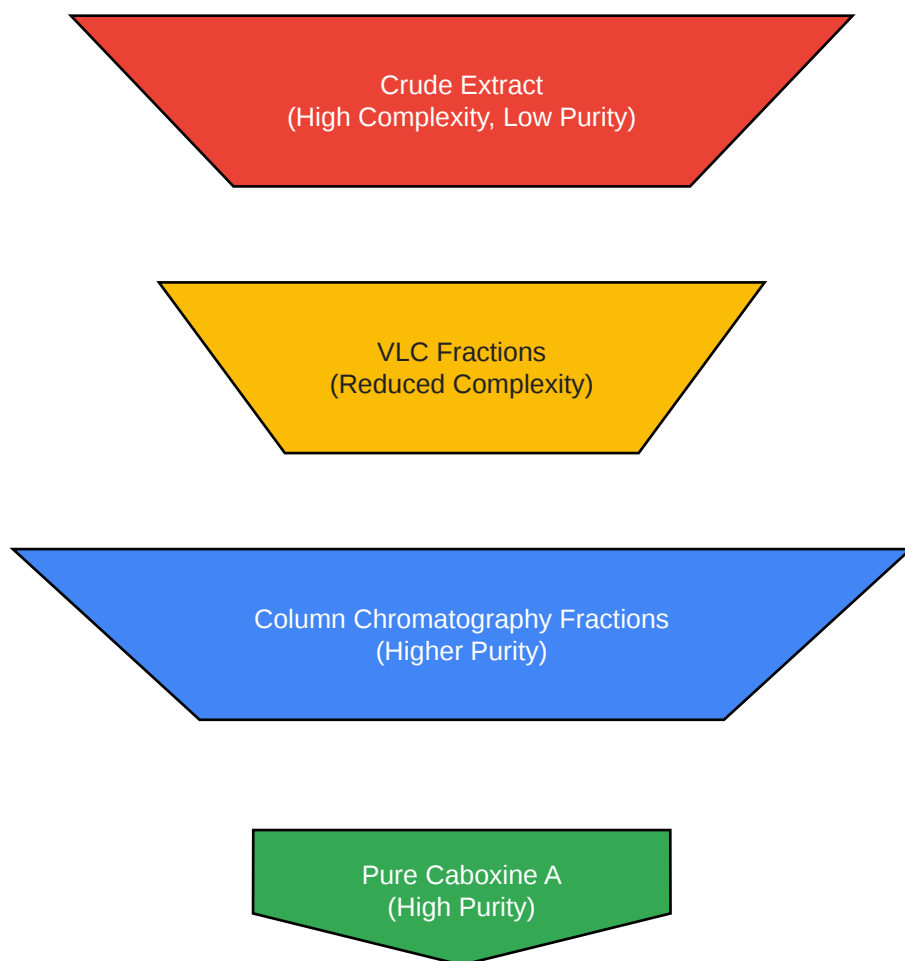 Crude Extract
(High Complexity, Low Purity)
VLC Fractions
(Reduced Complexity)
Column Chromatography Fractions
(Higher Purity)
Pure Caboxine A
(High Purity)